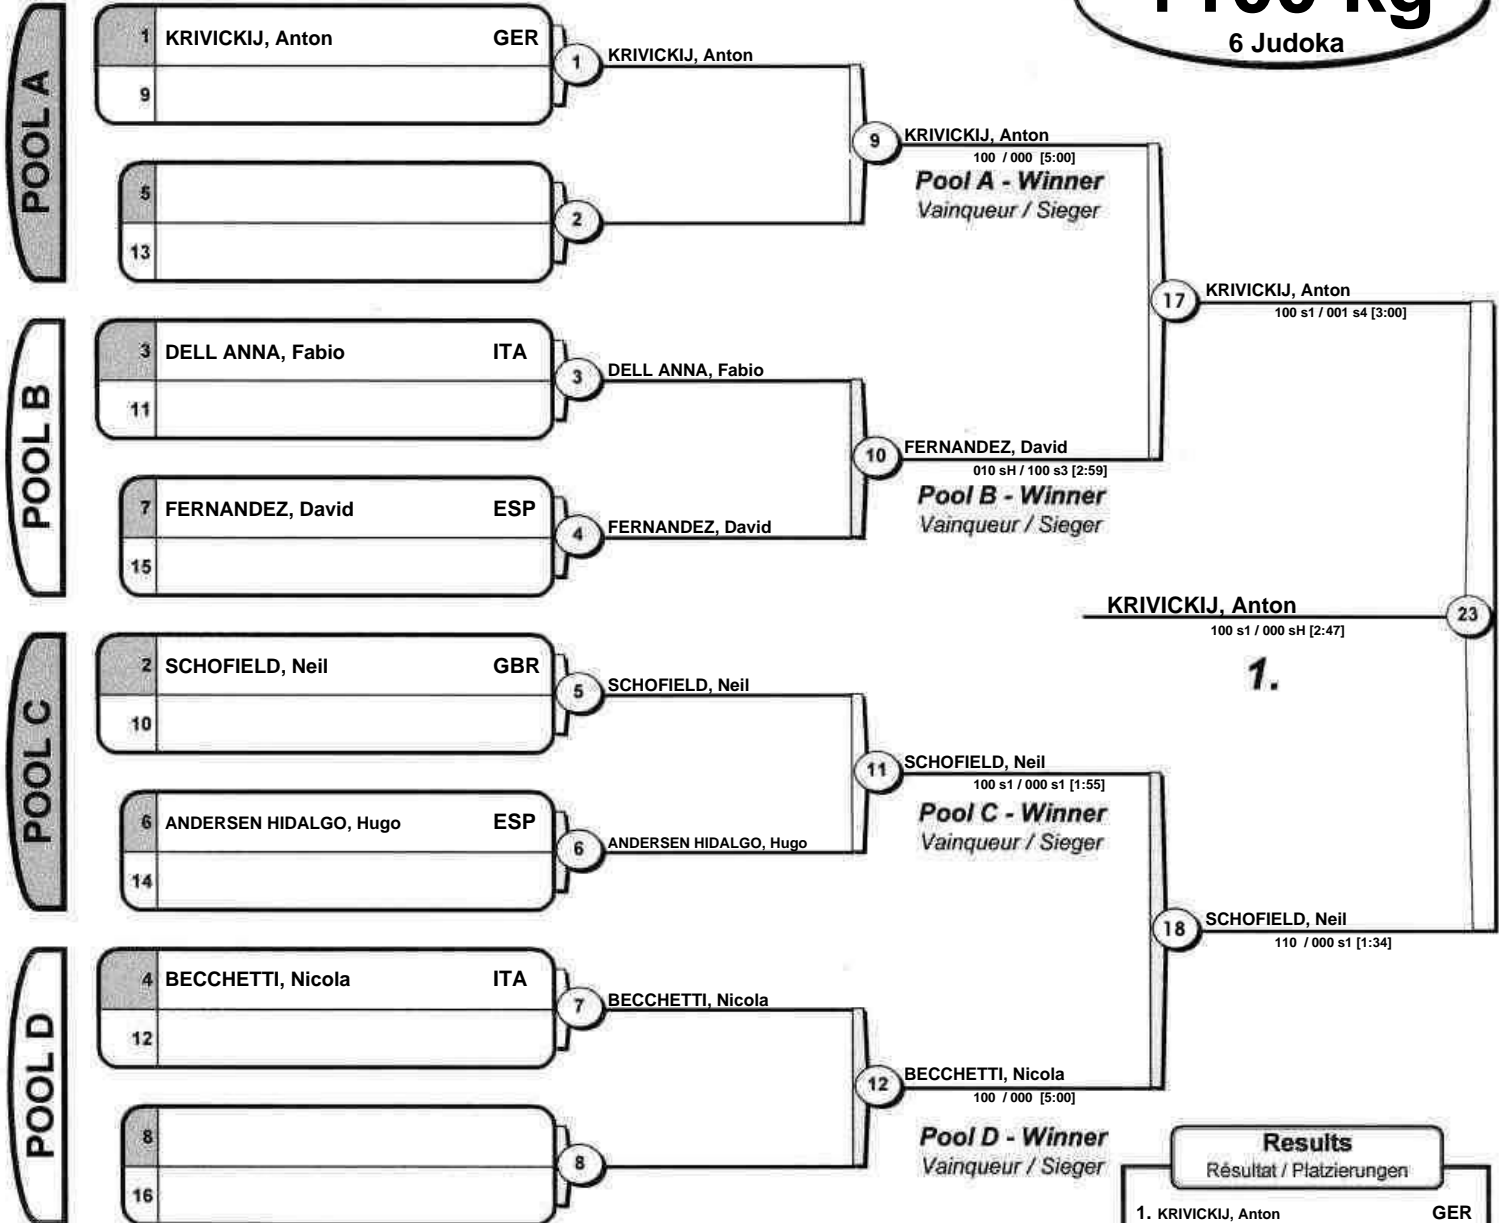 6 Judoka
POOL A
1 KRIVICKIJ, Anton GER
9
1
KRIVICKIJ, Anton
5
13
2
9
KRIVICKIJ, Anton
100 / 000 [5:00]
Pool A - Winner
Vainqueur / Sieger
POOL B
3 DELL ANNA, Fabio ITA
11
3
DELL ANNA, Fabio
7 FERNANDEZ, David ESP
15
4
FERNANDEZ, David
10
FERNANDEZ, David
010 sH / 100 s3 [2:59]
Pool B - Winner
Vainqueur / Sieger
17
KRIVICKIJ, Anton
100 s1 / 001 s4 [3:00]
KRIVICKIJ, Anton
100 s1 / 000 sH [2:47]
1.
23
POOL C
2 SCHOFIELD, Neil GBR
10
5
SCHOFIELD, Neil
6 ANDERSEN HIDALGO, Hugo ESP
14
6
ANDERSEN HIDALGO, Hugo
11
SCHOFIELD, Neil
100 s1 / 000 s1 [1:55]
Pool C - Winner
Vainqueur / Sieger
18
SCHOFIELD, Neil
110 / 000 s1 [1:34]
POOL D
4 BECCHETTI, Nicola ITA
12
7
BECCHETTI, Nicola
8
16
8
12
BECCHETTI, Nicola
100 / 000 [5:00]
Pool D - Winner
Vainqueur / Sieger
Results
Résultat / Platzierungen
1. KRIVICKIJ, Anton GER